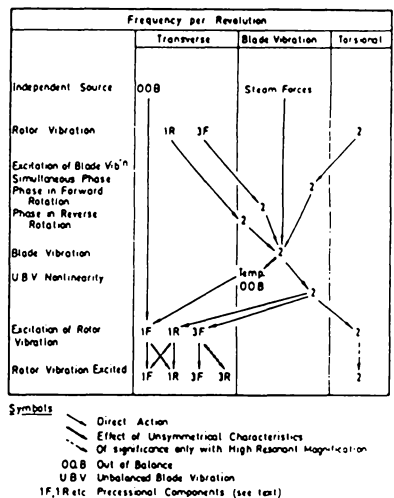 Frequency per Revolution
Transverse Blade Vibration Torsional
Independent Source OOB Steam Forces
Rotor Vibration 1R 3F 2
Excitation of Blade Vib'n
Simultaneous Phase 2
Phase in Forward
Rotation 2
Phase in Reverse 2
Rotation
Blade Vibration 2
Temp.
UBV Nonlinearity OOB 2
Excitation of Rotor 1F 1R 3F 2
Vibration
Rotor Vibration Excited 1F 1R 3F 3R 2
Symbols
Direct Action
Effect of Unsymmetrical Characteristics
Of significance only with High Resonant Magnification
OOB Out of Balance
UBV Unbalanced Blade Vibration
1F,1R etc Precessional Components (see text)